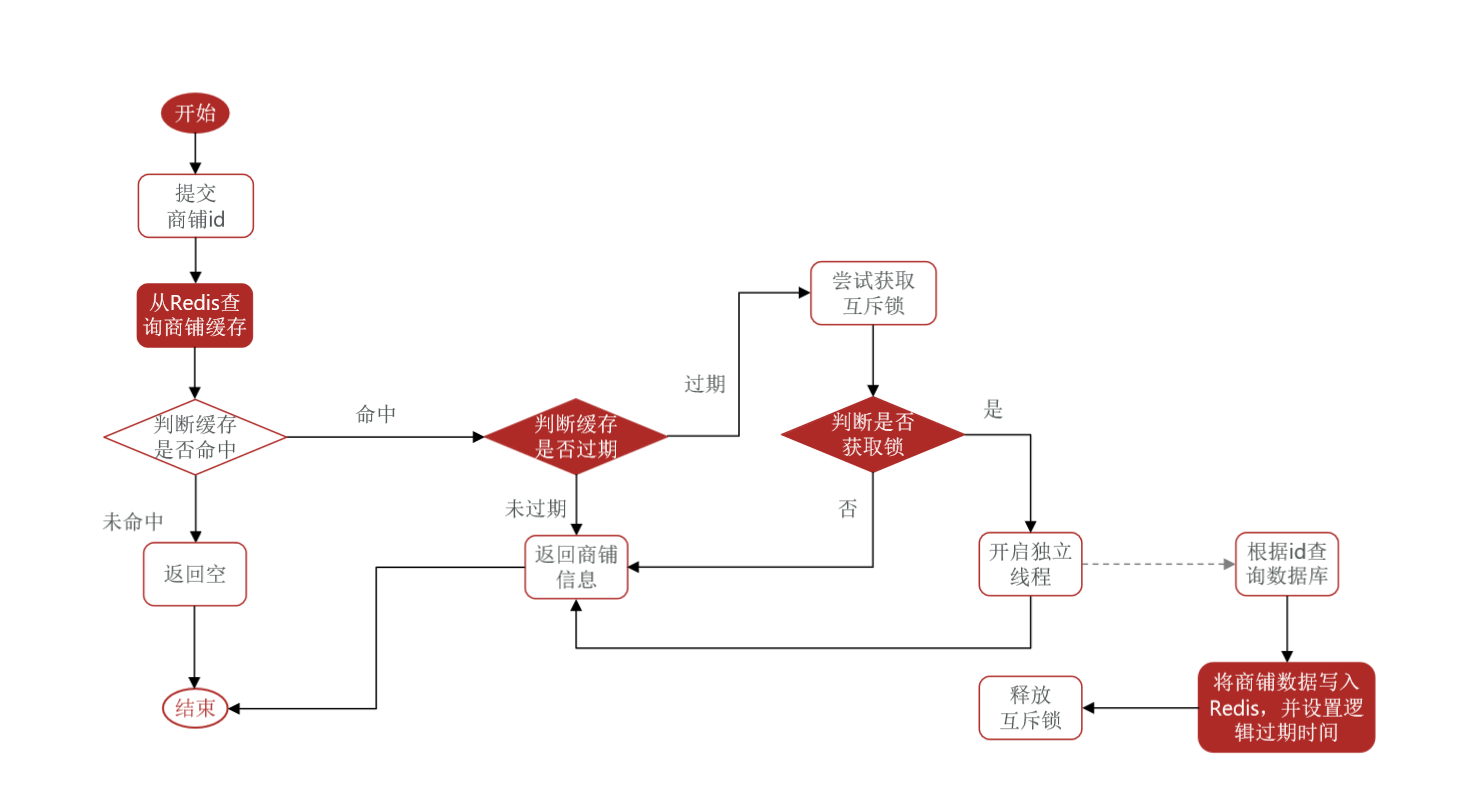 开始
提交
商铺id
从Redis查
询商铺缓存
判断缓存
是否命中
未命中
返回空
结束
命中
判断缓存
是否过期
未过期
返回商铺
信息
过期
尝试获取
互斥锁
判断是否
获取锁
否
是
开启独立
线程
根据id查
询数据库
将商铺数据写入
Redis，并设置逻
辑过期时间
释放
互斥锁